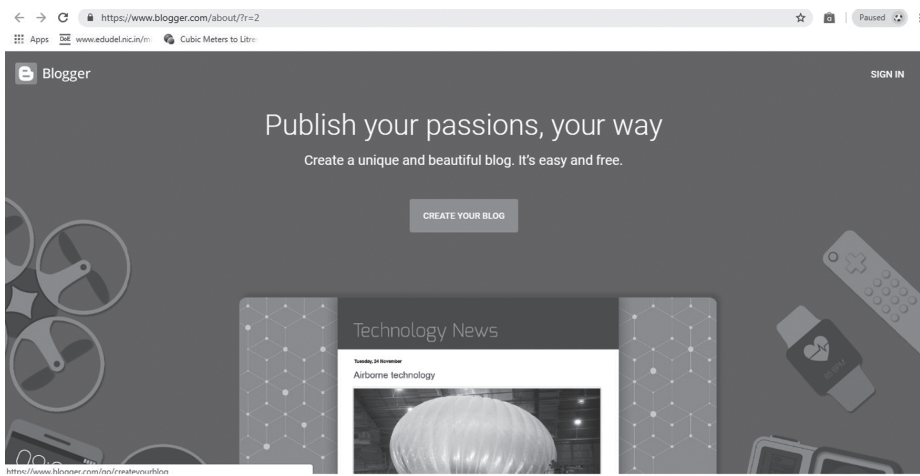 https://www.blogger.com/about/?r=2
Paused
Apps
DoE www.edudel.nic.in/m
Cubic Meters to Litre
Blogger
SIGN IN
Publish your passions, your way
Create a unique and beautiful blog. It's easy and free.
CREATE YOUR BLOG
Technology News
Tuesday, 24 November
Airborne technology
https://www.blogger.com/go/createyourblog